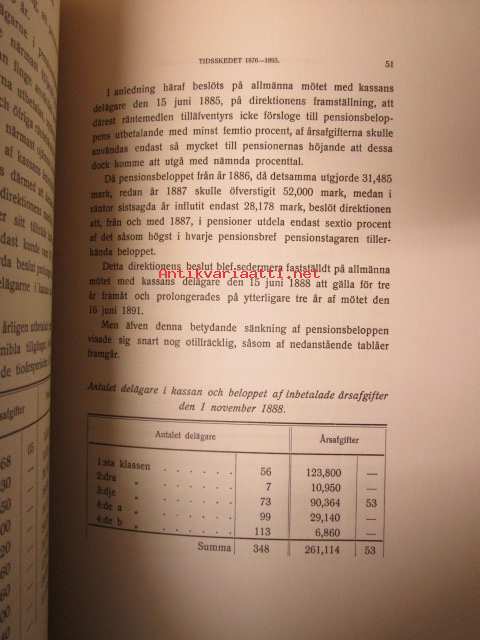 TIDSSKEDET 1876—1893. 51
I anledning häraf beslöts på allmänna mötet med kassans
delägare den 15 juni 1885, på direktionens framställning, att
därest räntemedlen tilläfventyrs icke försloge till pensionsbelop-
pens utbetalande med minst femtio procent, af årsafgifterna skulle
användas endast så mycket till pensionernas höjande att dessa
dock komme att utgå med nämnda procenttal.
Då pensionsbeloppet från år 1886, då detsamma utgjorde 31,485
mark, redan år 1887 skulle öfverstigit 52,000 mark, medan i
räntor sistsagda år influtit endast 28,178 mark, beslöt direktionen
att, från och med 1887, i pensioner utdela endast sextio procent
af det såsom högst i hvarje pensionsbref pensionstagaren tiller-
kända beloppet.
Detta direktionens beslut blef sedermera fastställdt på allmänna
Antikvariaatti.net
mötet med kassans delägare den 15 juni 1888 att gälla för tre
år framåt och prolongerades på ytterligare tre år af mötet den
16 juni 1891.
Men äfven denna betydande sänkning af pensionsbeloppen
visade sig snart nog otillräcklig, såsom af nedanstående tablåer
framgår.
Antalet delägare i kassan och beloppet af inbetalade årsafgifter
den 1 november 1888.
Antalet delägare Årsafgifter
1:sta klassen . . . . . . 56 123,800 —
2:dra " . . . . . . 7 10,950 —
3:dje " . . . . . . 73 90,364 53
4:de a " . . . . . . 99 29,140 —
4:de b " . . . . . . 113 6,860 —
Summa 348 261,114 53